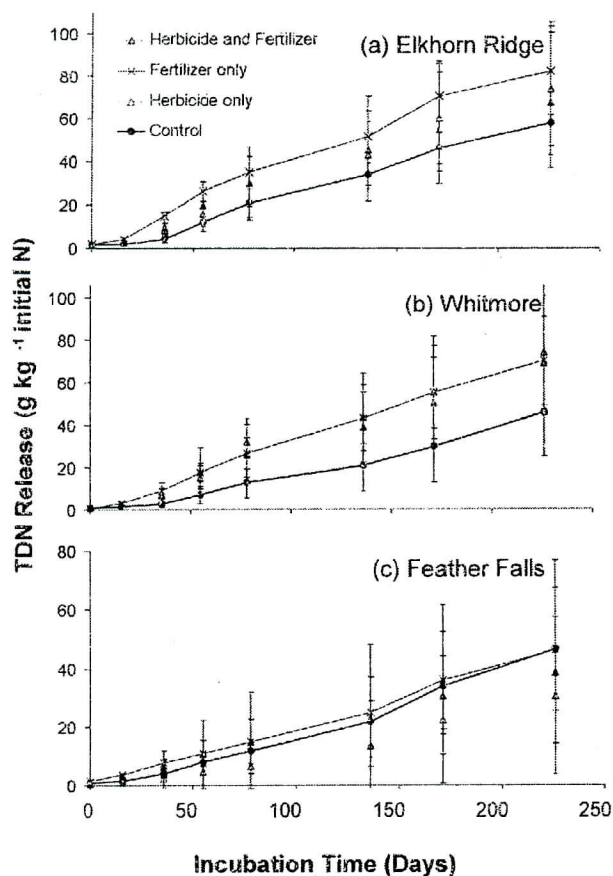 (a) Elkhorn Ridge
Herbicide and Fertilizer
Fertilizer only
Herbicide only
Control
100
80
60
40
20
0
(b) Whitmore
100
80
60
40
20
0
(c) Feather Falls
80
60
40
20
0
0 50 100 150 200 250
TDN Release (g kg -1 initial N)
Incubation Time (Days)